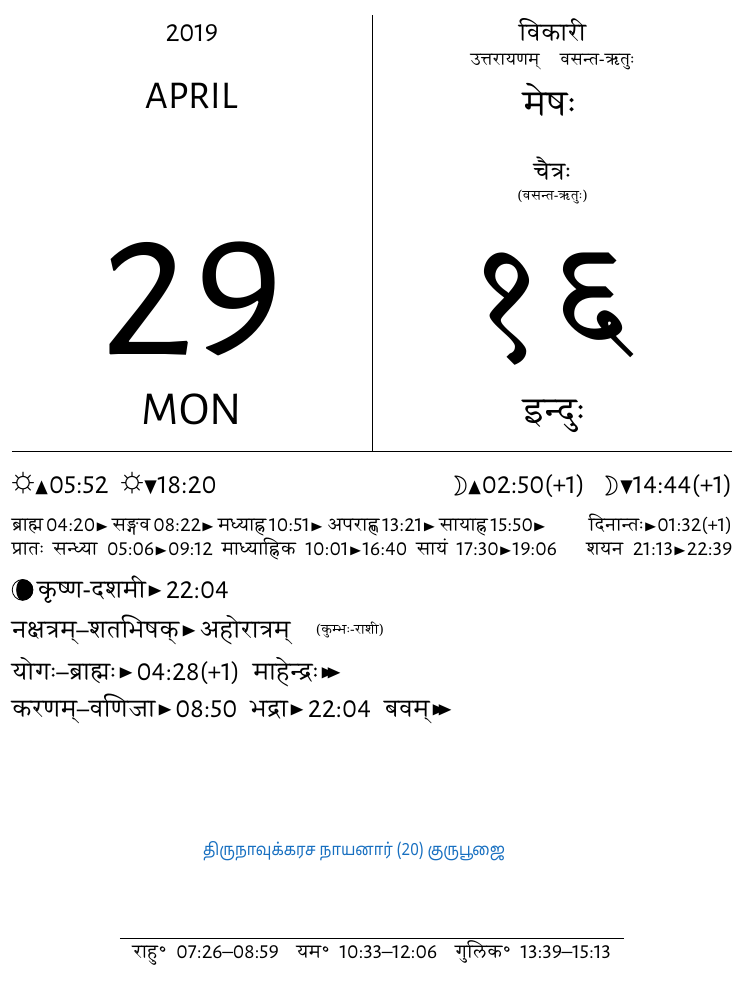 2019
APRIL
29
MON
विकारी
उत्तरायणम् वसन्त-ऋतुः
मेषः
चैत्रः
(वसन्त-ऋतुः)
१६
इन्दुः
☼▲05:52 ☼▼18:20 ☽▲02:50(+1) ☽▼14:44(+1)
ब्राह्म 04:20► सङ्गव 08:22► मध्याह्न 10:51► अपराह्ण 13:21► सायाह्न 15:50► दिनान्तः►01:32(+1)
प्रातः सन्ध्या 05:06►09:12 माध्याह्निक 10:01►16:40 सायं 17:30►19:06 शयन 21:13►22:39
कृष्ण-दशमी►22:04
नक्षत्रम्–शतभिषक्►अहोरात्रम् (कुम्भः-राशी)
योगः–ब्राह्मः►04:28(+1) माहेन्द्रः►►
करणम्–वणिजा►08:50 भद्रा►22:04 बवम्►►
திருநாவுக்கரச நாயனார் (20) குருபூஜை
राहु॰ 07:26–08:59 यम॰ 10:33–12:06 गुलिक॰ 13:39–15:13